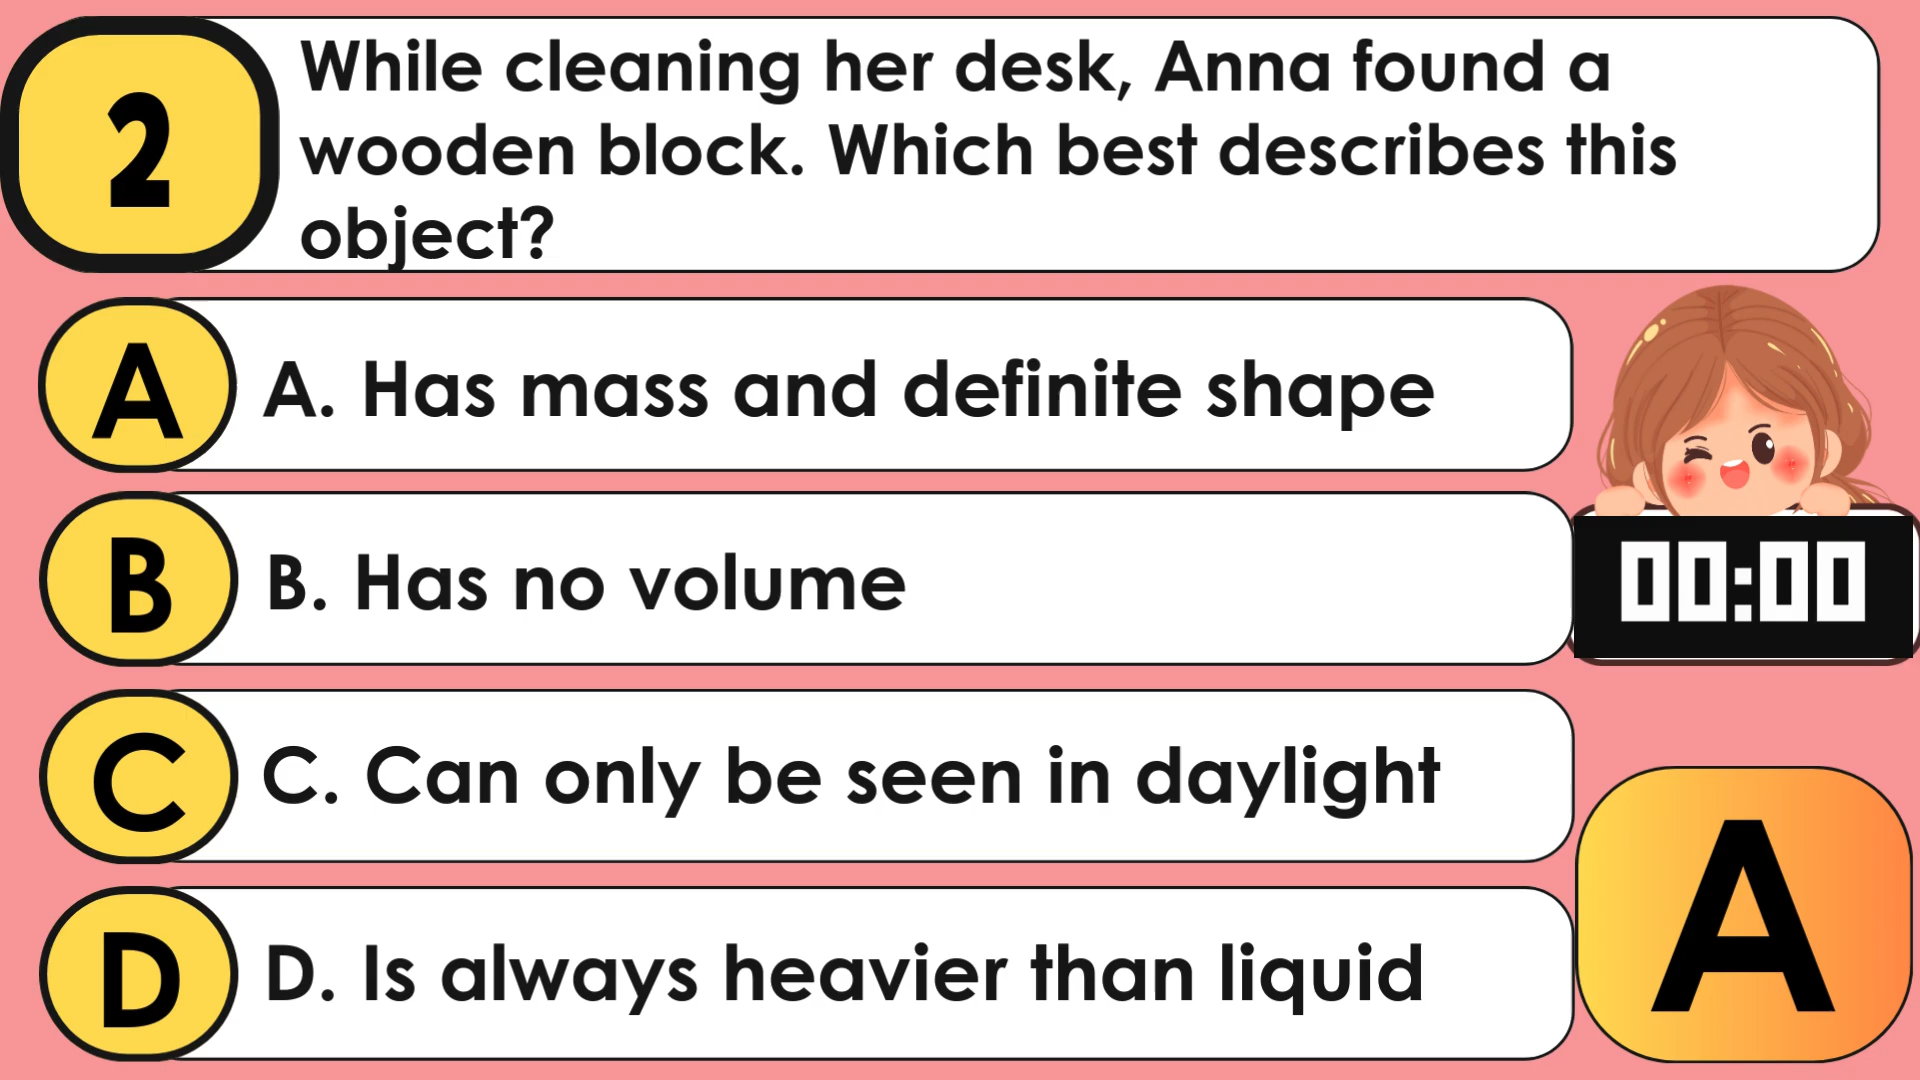 2
While cleaning her desk, Anna found a
wooden block. Which best describes this
object?
A
A. Has mass and definite shape
B
B. Has no volume
00:00
C
C. Can only be seen in daylight
D
D. Is always heavier than liquid
A